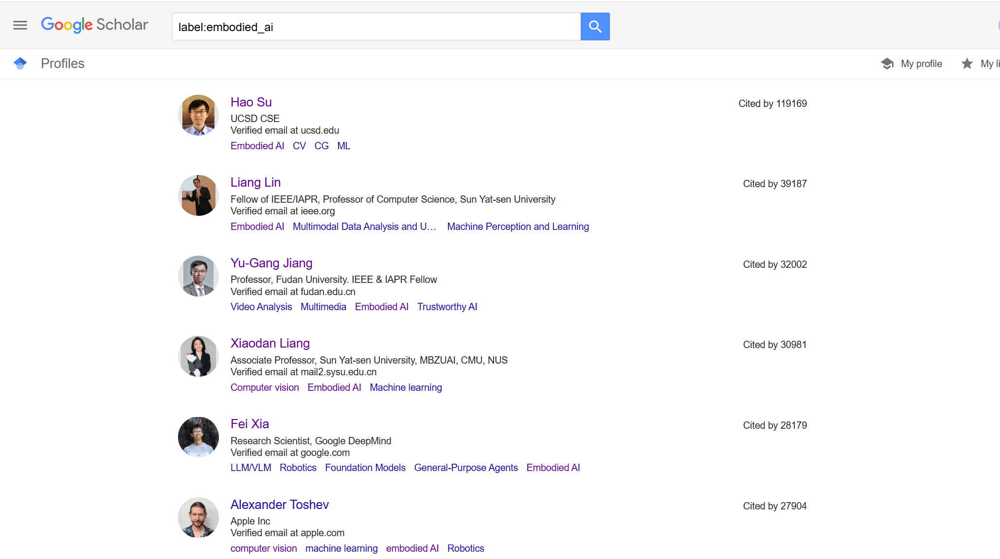 Google Scholar
label:embodied_ai
Profiles
My profile
My li
Hao Su
Cited by 119169
UCSD CSE
Verified email at ucsd.edu
Embodied AI CV CG ML
Liang Lin
Cited by 39187
Fellow of IEEE/IAPR, Professor of Computer Science, Sun Yat-sen University
Verified email at ieee.org
Embodied AI Multimodal Data Analysis and U… Machine Perception and Learning
Yu-Gang Jiang
Cited by 32002
Professor, Fudan University. IEEE & IAPR Fellow
Verified email at fudan.edu.cn
Video Analysis Multimedia Embodied AI Trustworthy AI
Xiaodan Liang
Cited by 30981
Associate Professor, Sun Yat-sen University, MBZUAI, CMU, NUS
Verified email at mail2.sysu.edu.cn
Computer vision Embodied AI Machine learning
Fei Xia
Cited by 28179
Research Scientist, Google DeepMind
Verified email at google.com
LLM/VLM Robotics Foundation Models General-Purpose Agents Embodied AI
Alexander Toshev
Cited by 27904
Apple Inc
Verified email at apple.com
computer vision machine learning embodied AI Robotics